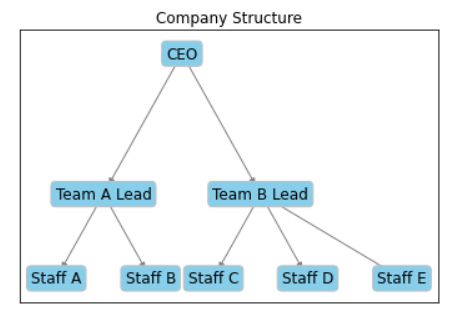 Company Structure
CEO
Team A Lead
Team B Lead
Staff A
Staff B
Staff C
Staff D
Staff E